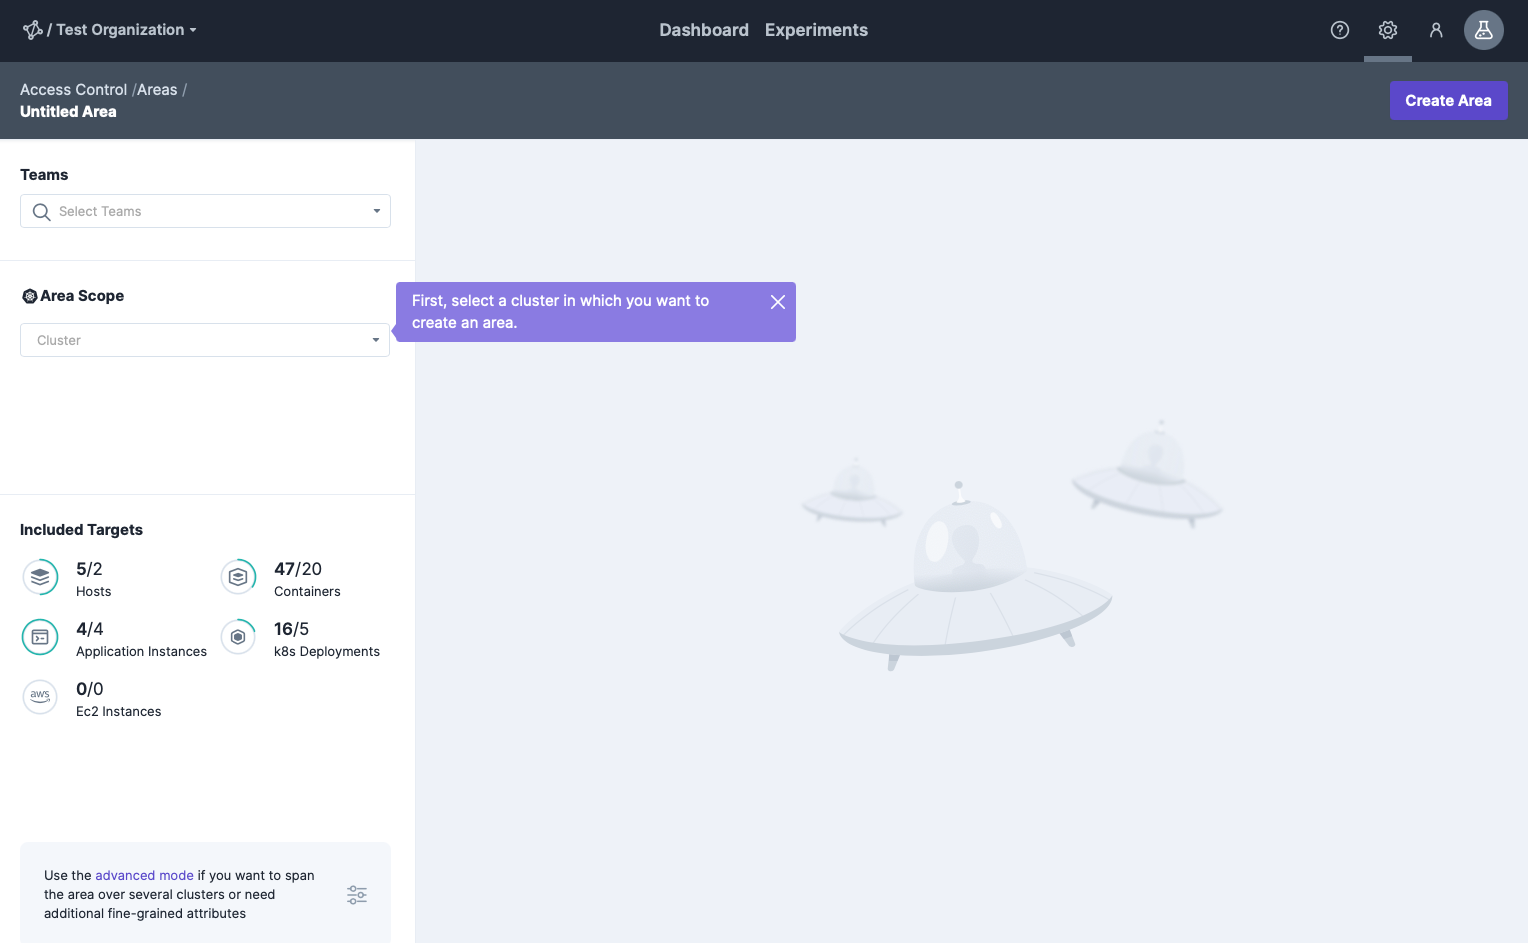 / Test Organization
Dashboard Experiments
Access Control /Areas /
Untitled Area
Create Area
Teams
Select Teams
Area Scope
First, select a cluster in which you want to
create an area.
Cluster
Included Targets
5/2
Hosts
47/20
Containers
4/4
Application Instances
16/5
k8s Deployments
aws
0/0
Ec2 Instances
Use the advanced mode if you want to span
the area over several clusters or need
additional fine-grained attributes